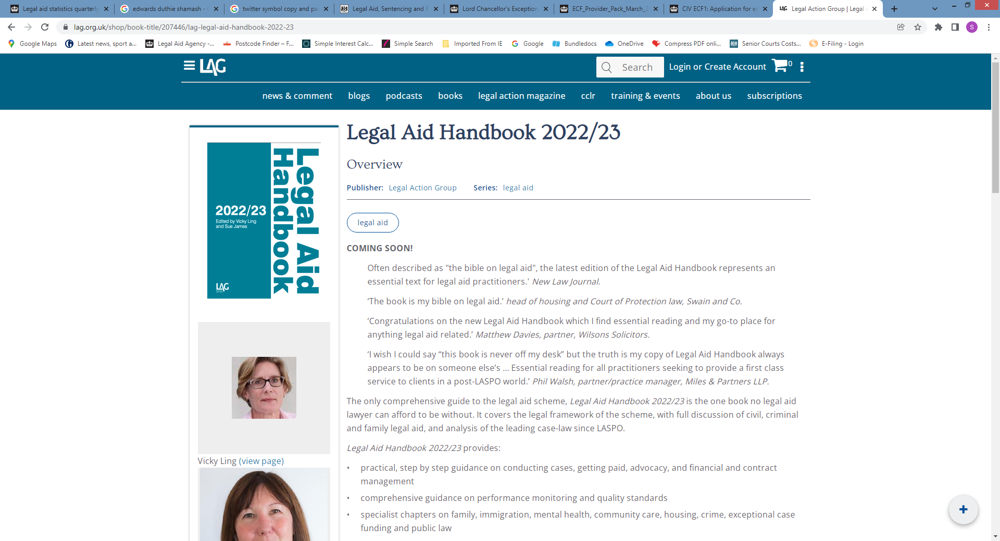 Legal aid statistics quarterly
edwards duthie shamash -
twitter symbol copy and pa
Legal Aid, Sentencing and P
Lord Chancellor's Exception
ECF_Provider_Pack_March_2
CIV ECF1: Application for e
LAG Legal Action Group | Legal
lag.org.uk/shop/book-title/207446/lag-legal-aid-handbook-2022-23
S
Google Maps
Latest news, sport a...
Legal Aid Agency -...
Postcode Finder – F...
Simple Interest Calc...
Simple Search
Imported From IE
Google
Bundledocs
OneDrive
Compress PDF onli...
Senior Courts Costs...
E-Filing - Login
LAG
Search
Login or Create Account
0
news & comment
blogs
podcasts
books
legal action magazine
cclr
training & events
about us
subscriptions
Legal Aid
Handbook
2022/23
Edited by Vicky Ling
and Sue James
LAG
Vicky Ling (view page)
Legal Aid Handbook 2022/23
Overview
Publisher: Legal Action Group Series: legal aid
legal aid
COMING SOON!
Often described as "the bible on legal aid", the latest edition of the Legal Aid Handbook represents an
essential text for legal aid practitioners.' New Law Journal.
‘The book is my bible on legal aid.’ head of housing and Court of Protection law, Swain and Co.
‘Congratulations on the new Legal Aid Handbook which I find essential reading and my go-to place for
anything legal aid related.’ Matthew Davies, partner, Wilsons Solicitors.
‘I wish I could say “this book is never off my desk” but the truth is my copy of Legal Aid Handbook always
appears to be on someone else’s ... Essential reading for all practitioners seeking to provide a first class
service to clients in a post-LASPO world.’ Phil Walsh, partner/practice manager, Miles & Partners LLP.
The only comprehensive guide to the legal aid scheme, Legal Aid Handbook 2022/23 is the one book no legal aid
lawyer can afford to be without. It covers the legal framework of the scheme, with full discussion of civil, criminal
and family legal aid, and analysis of the leading case-law since LASPO.
Legal Aid Handbook 2022/23 provides:
• practical, step by step guidance on conducting cases, getting paid, advocacy, and financial and contract
management
• comprehensive guidance on performance monitoring and quality standards
• specialist chapters on family, immigration, mental health, community care, housing, crime, exceptional case
funding and public law